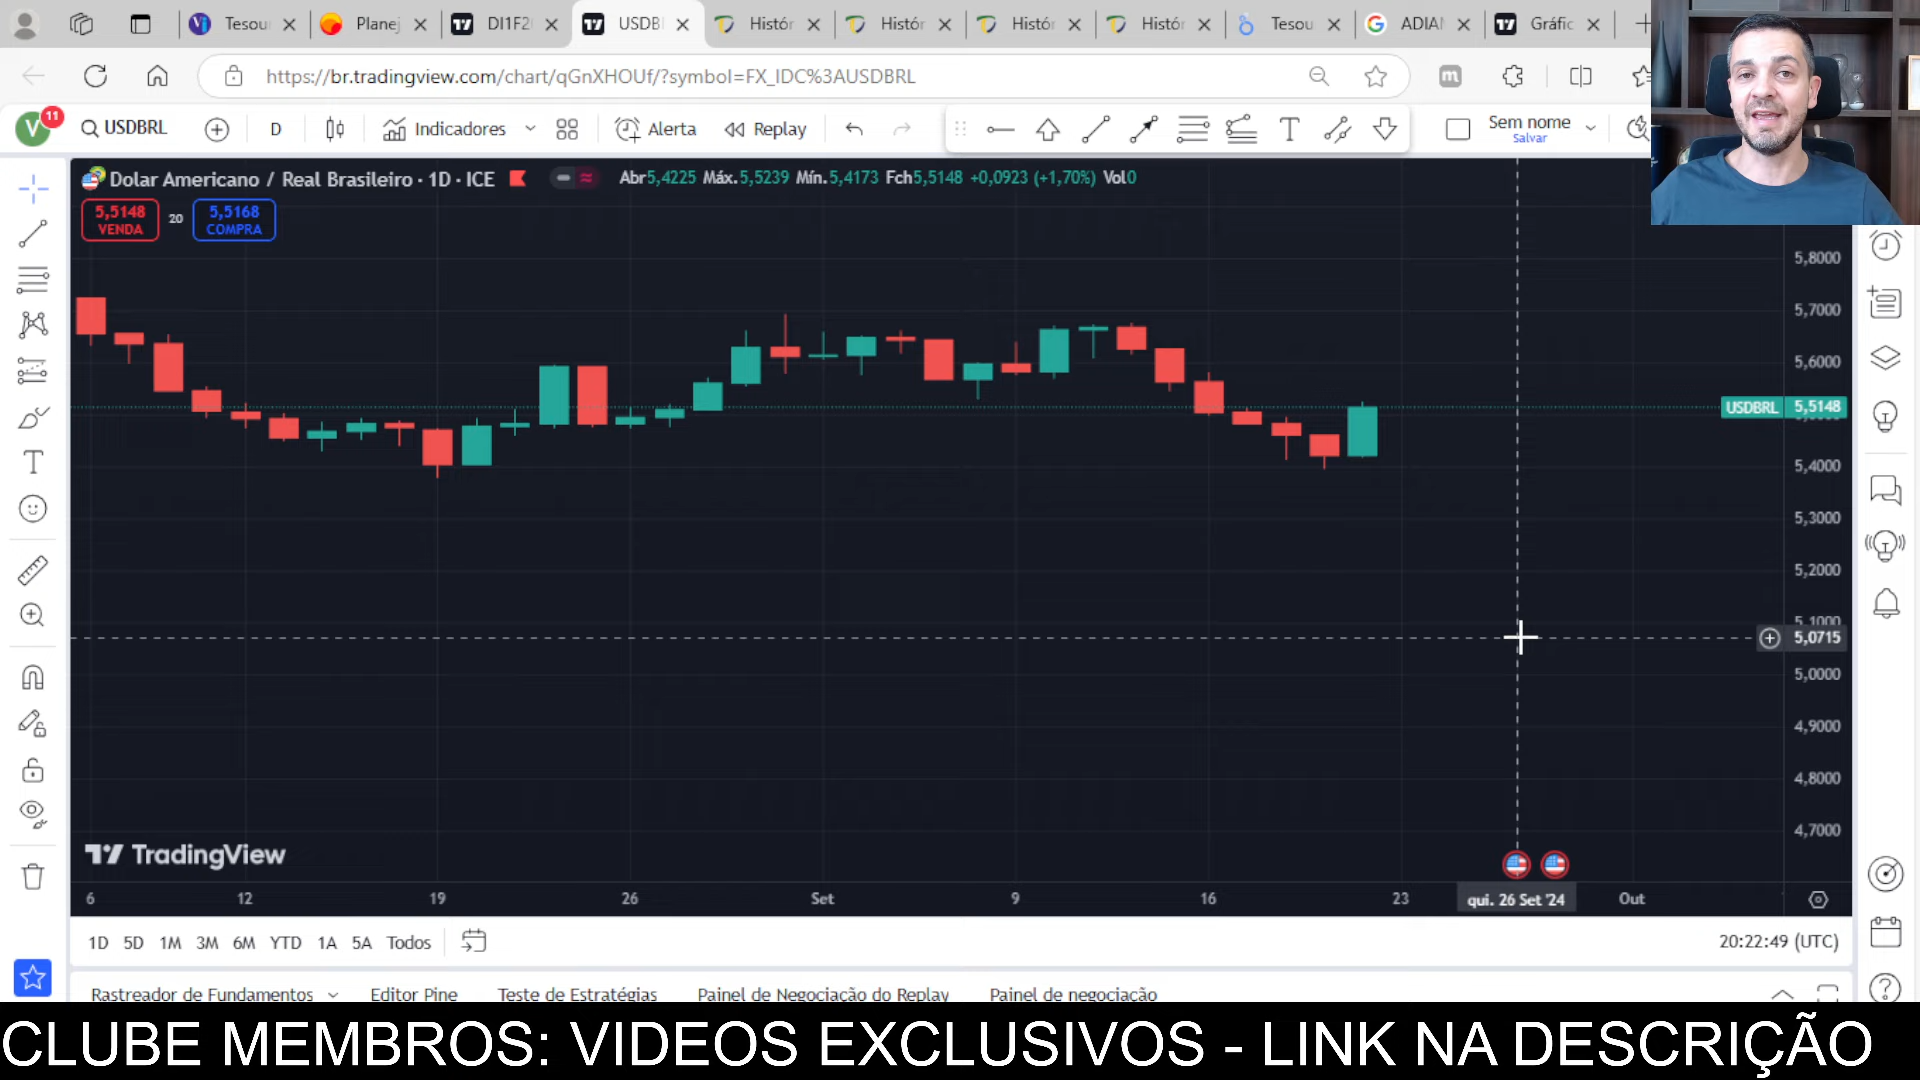 Tesou
Planej
DI1F2
USDB
Histór
Histór
Histór
Histór
Tesou
ADIAN
Gráfic
https://br.tradingview.com/chart/qGnXHOUf/?symbol=FX_IDC%3AUSDBRL
V
11
USDBRL
D
Indicadores
Alerta
Replay
Sem nome
Salvar
Dolar Americano / Real Brasileiro · 1D · ICE
Abr5,4225 Máx.5,5239 Mín.5,4173 Fch5,5148 +0,0923 (+1,70%) Vol0
5,5148
VENDA
20
5,5168
COMPRA
5,8000
5,7000
5,6000
USDBRL 5,5148
5,4000
5,3000
5,2000
5,1000
5,0715
5,0000
4,9000
4,8000
4,7000
TradingView
6
12
19
26
Set
9
16
23
qui. 26 Set '24
Out
1D 5D 1M 3M 6M YTD 1A 5A Todos
20:22:49 (UTC)
Rastreador de Fundamentos
Editor Pine
Teste de Estratégias
Painel de Negociação do Replay
Painel de negociação
CLUBE MEMBROS: VIDEOS EXCLUSIVOS - LINK NA DESCRIÇÃO